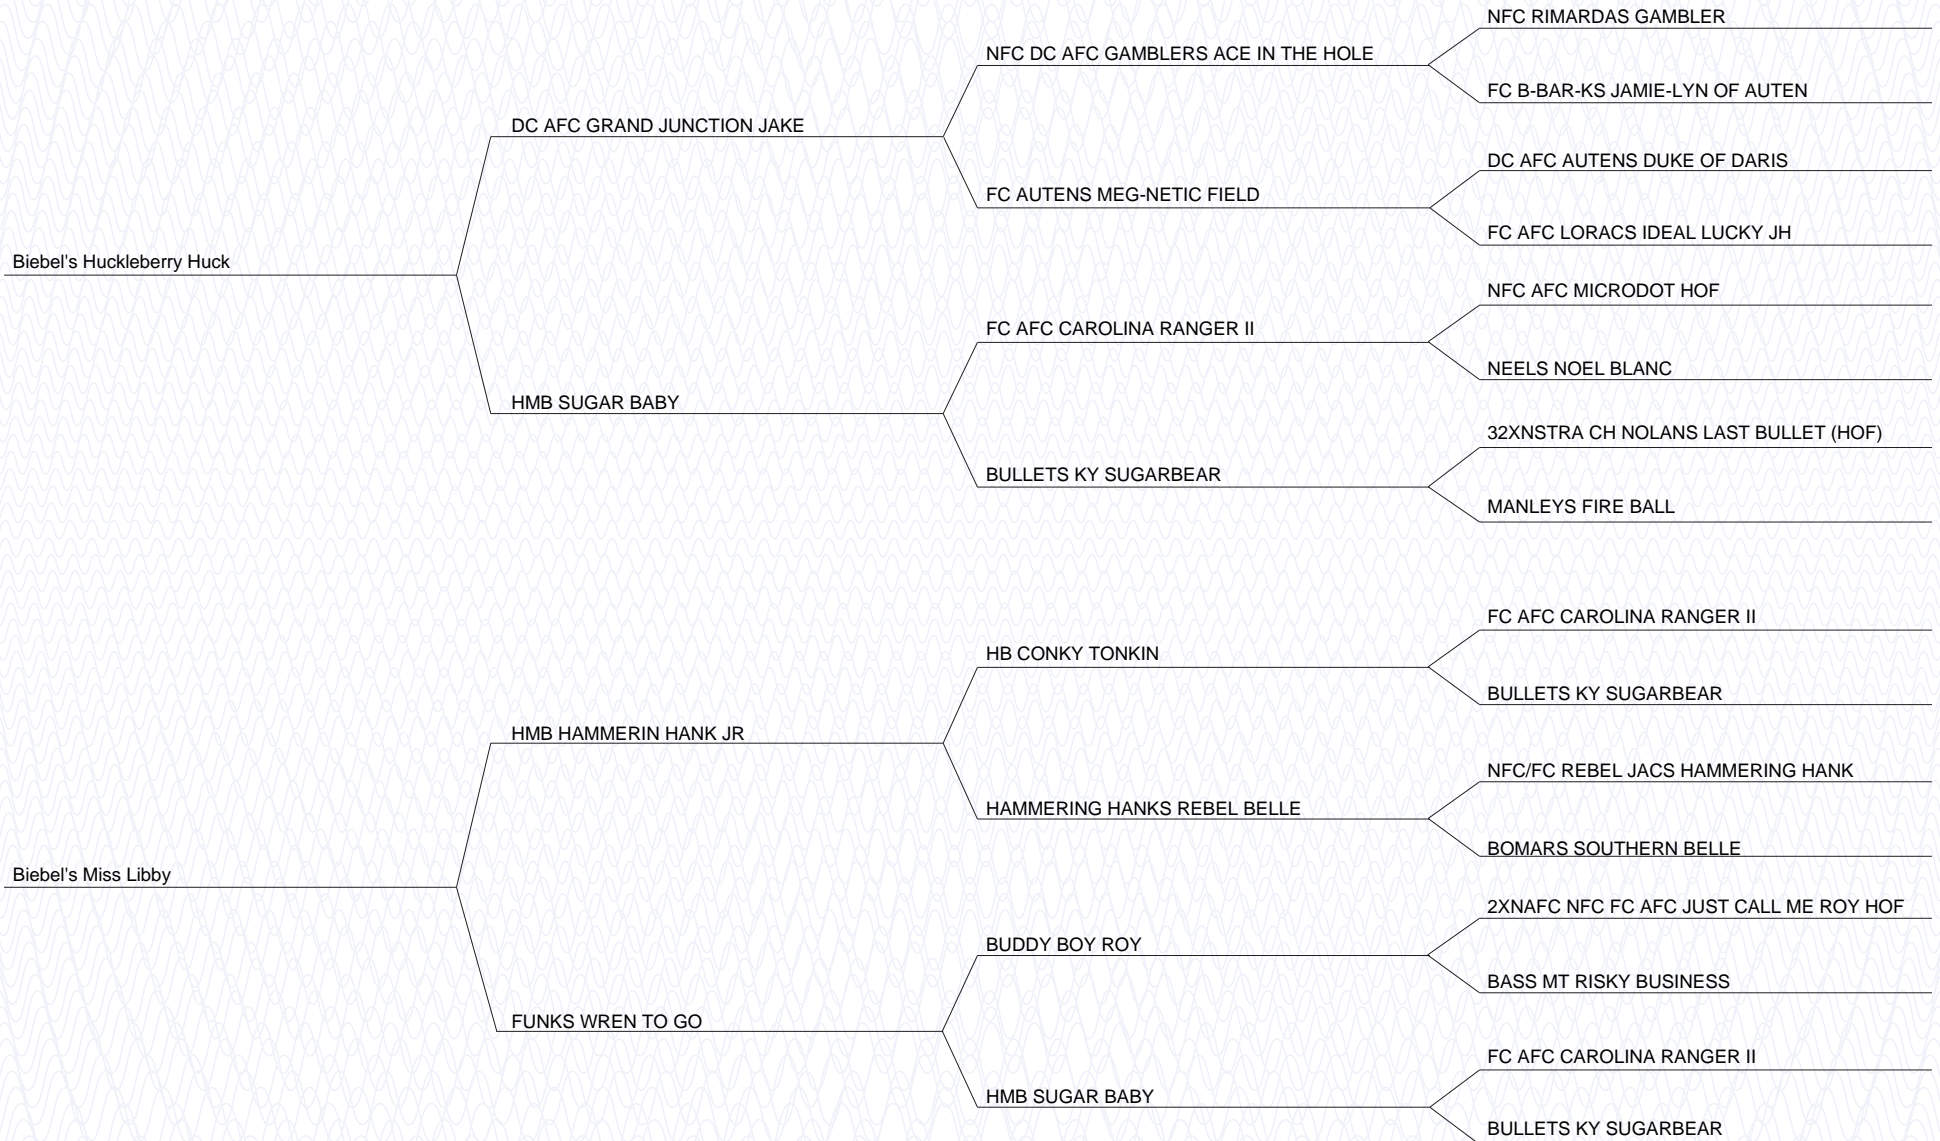 NFC RIMARDAS GAMBLER
NFC DC AFC GAMBLERS ACE IN THE HOLE
FC B-BAR-KS JAMIE-LYN OF AUTEN
DC AFC GRAND JUNCTION JAKE
DC AFC AUTENS DUKE OF DARIS
FC AUTENS MEG-NETIC FIELD
FC AFC LORACS IDEAL LUCKY JH
Biebel's Huckleberry Huck
NFC AFC MICRODOT HOF
FC AFC CAROLINA RANGER II
NEELS NOEL BLANC
HMB SUGAR BABY
32XNSTRA CH NOLANS LAST BULLET (HOF)
BULLETS KY SUGARBEAR
MANLEYS FIRE BALL
FC AFC CAROLINA RANGER II
HB CONKY TONKIN
BULLETS KY SUGARBEAR
HMB HAMMERIN HANK JR
NFC/FC REBEL JACS HAMMERING HANK
HAMMERING HANKS REBEL BELLE
BOMARS SOUTHERN BELLE
Biebel's Miss Libby
2XNAFC NFC FC AFC JUST CALL ME ROY HOF
BUDDY BOY ROY
BASS MT RISKY BUSINESS
FUNKS WREN TO GO
FC AFC CAROLINA RANGER II
HMB SUGAR BABY
BULLETS KY SUGARBEAR